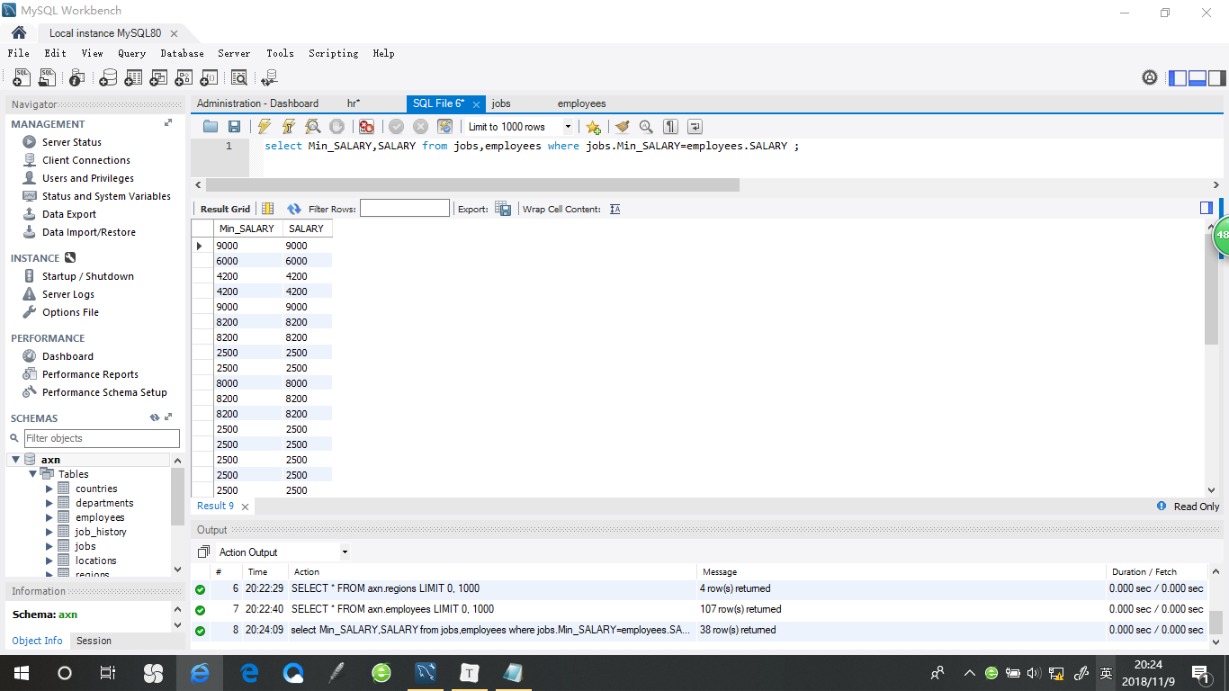 MySQL Workbench
Local instance MySQL80
File Edit View Query Database Server Tools Scripting Help
Navigator
MANAGEMENT
Server Status
Client Connections
Users and Privileges
Status and System Variables
Data Export
Data Import/Restore
INSTANCE
Startup / Shutdown
Server Logs
Options File
PERFORMANCE
Dashboard
Performance Reports
Performance Schema Setup
SCHEMAS
Filter objects
axn
Tables
countries
departments
employees
job_history
jobs
locations
regions
Information
Schema: axn
Object Info Session
Administration - Dashboard hr* SQL File 6* jobs employees
Limit to 1000 rows
1 select Min_SALARY,SALARY from jobs,employees where jobs.Min_SALARY=employees.SALARY ;
Result Grid Filter Rows: Export: Wrap Cell Content:
Min_SALARY SALARY
9000 9000
6000 6000
4200 4200
4200 4200
9000 9000
8200 8200
8200 8200
2500 2500
2500 2500
8000 8000
8200 8200
8200 8200
2500 2500
2500 2500
2500 2500
2500 2500
2500 2500
48
Result 9 Read Only
Output
Action Output
# Time Action Message Duration / Fetch
6 20:22:29 SELECT * FROM axn.regions LIMIT 0, 1000 4 row(s) returned 0.000 sec / 0.000 sec
7 20:22:40 SELECT * FROM axn.employees LIMIT 0, 1000 107 row(s) returned 0.000 sec / 0.000 sec
8 20:24:09 select Min_SALARY,SALARY from jobs,employees where jobs.Min_SALARY=employees.SA... 38 row(s) returned 0.000 sec / 0.000 sec
英
20:24
2018/11/9
1